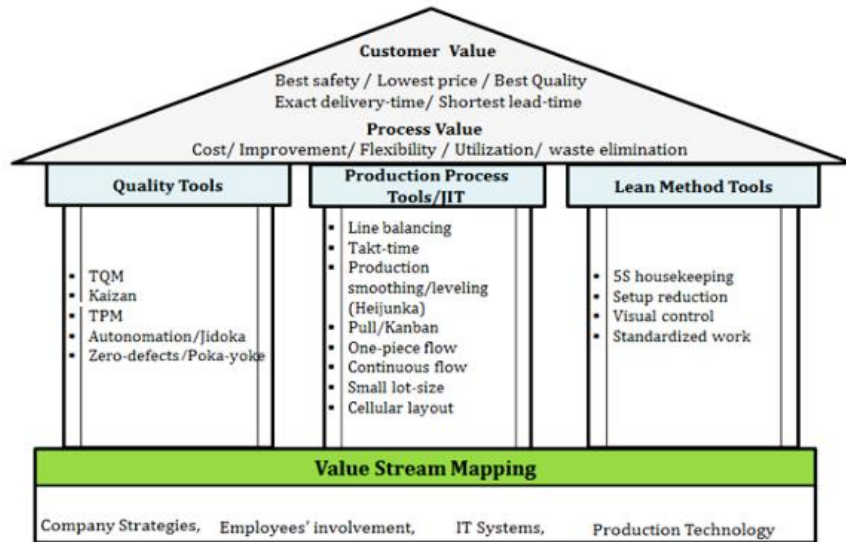 Customer Value
Best safety / Lowest price / Best Quality
Exact delivery-time/ Shortest lead-time
Process Value
Cost/ Improvement/ Flexibility / Utilization/ waste elimination
Quality Tools
▪ TQM
▪ Kaizan
▪ TPM
▪ Autonomation/Jidoka
▪ Zero-defects/Poka-yoke
Production Process
Tools/JIT
▪ Line balancing
▪ Takt-time
▪ Production
smoothing/leveling
(Heijunka)
▪ Pull/Kanban
▪ One-piece flow
▪ Continuous flow
▪ Small lot-size
▪ Cellular layout
Lean Method Tools
▪ 5S housekeeping
▪ Setup reduction
▪ Visual control
▪ Standardized work
Value Stream Mapping
Company Strategies, Employees' involvement, IT Systems, Production Technology